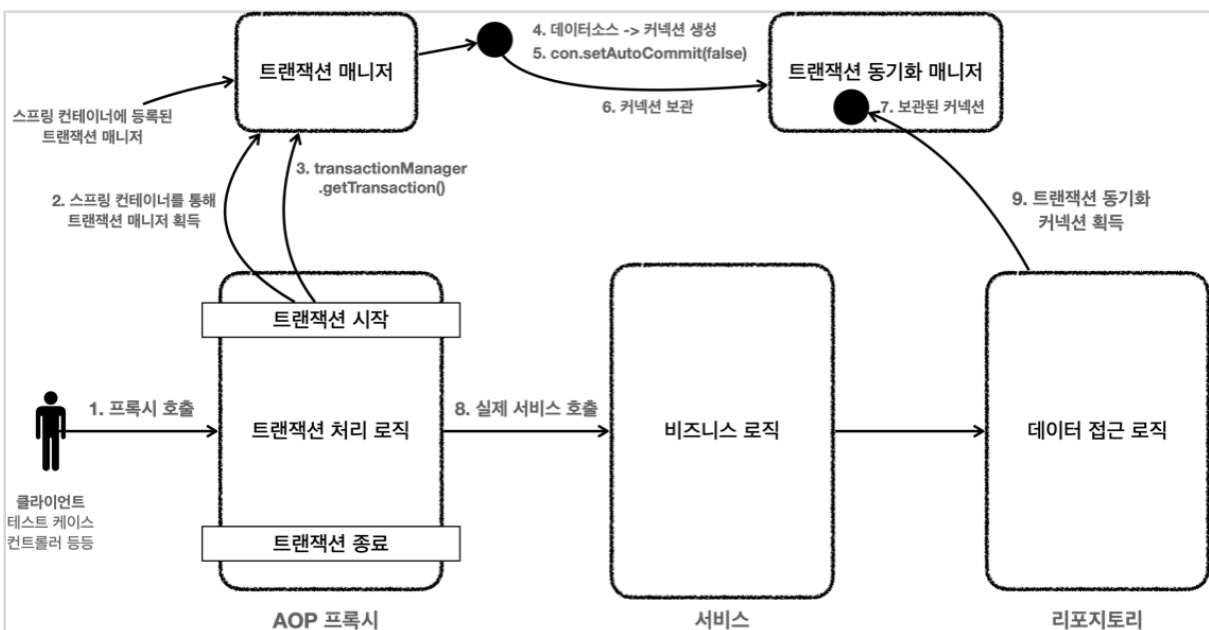 트랜잭션 매니저
4. 데이터소스 -> 커넥션 생성
5. con.setAutoCommit(false)
트랜잭션 동기화 매니저
6. 커넥션 보관
7. 보관된 커넥션
스프링 컨테이너에 등록된
트랜잭션 매니저
3. transactionManager
.getTransaction()
2. 스프링 컨테이너를 통해
트랜잭션 매니저 획득
9. 트랜잭션 동기화
커넥션 획득
트랜잭션 시작
1. 프록시 호출
트랜잭션 처리 로직
8. 실제 서비스 호출
비즈니스 로직
데이터 접근 로직
클라이언트
테스트 케이스
컨트롤러 등등
트랜잭션 종료
AOP 프록시
서비스
리포지토리